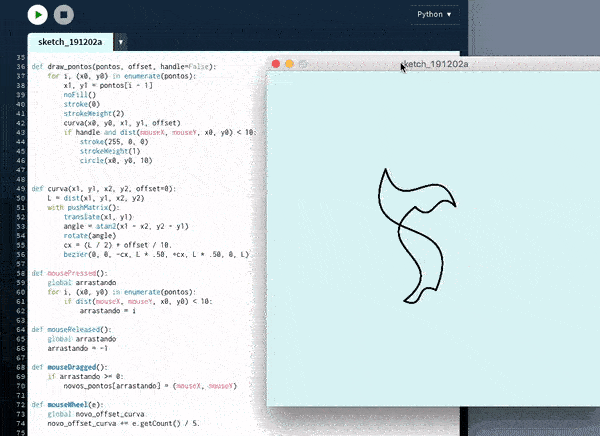 Python ▼
sketch_191202a ▼
sketch_191202a
35
36 def draw_pontos(pontos, offset, handle=False):
37     for i, (x0, y0) in enumerate(pontos):
38         x1, y1 = pontos[i - 1]
39         noFill()
40         stroke(0)
41         strokeWeight(2)
42         curva(x0, y0, x1, y1, offset)
43         if handle and dist(mouseX, mouseY, x0, y0) < 10:
44             stroke(255, 0, 0)
45             strokeWeight(1)
46             circle(x0, y0, 10)
47
48
49 def curva(x1, y1, x2, y2, offset=0):
50     L = dist(x1, y1, x2, y2)
51     with pushMatrix():
52         translate(x1, y1)
53         angle = atan2(x1 - x2, y2 - y1)
54         rotate(angle)
55         cx = (L / 2) + offset / 10.
56         bezier(0, 0, -cx, L * .50, +cx, L * .50, 0, L)
57
58 def mousePressed():
59     global arrastando
60     for i, (x0, y0) in enumerate(pontos):
61         if dist(mouseX, mouseY, x0, y0) < 10:
62             arrastando = i
63
64 def mouseReleased():
65     global arrastando
66     arrastando = -1
67
68 def mouseDragged():
69     if arrastando >= 0:
70         novos_pontos[arrastando] = (mouseX, mouseY)
71
72 def mouseWheel(e):
73     global novo_offset_curva
74     novo_offset_curva += e.getCount() / 5.
75